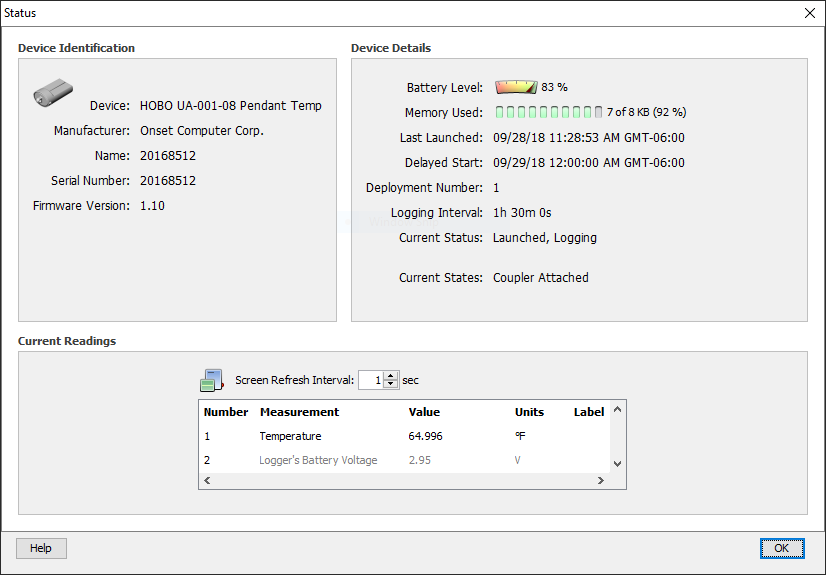 Status
Device Identification
Device: HOBO UA-001-08 Pendant Temp
Manufacturer: Onset Computer Corp.
Name: 20168512
Serial Number: 20168512
Firmware Version: 1.10
Device Details
Battery Level: 83 %
Memory Used: 7 of 8 KB (92 %)
Last Launched: 09/28/18 11:28:53 AM GMT-06:00
Delayed Start: 09/29/18 12:00:00 AM GMT-06:00
Deployment Number: 1
Logging Interval: 1h 30m 0s
Current Status: Launched, Logging
Current States: Coupler Attached
Current Readings
Screen Refresh Interval: 1 sec
Number Measurement Value Units Label
1 Temperature 64.996 °F
2 Logger's Battery Voltage 2.95 V
Help OK